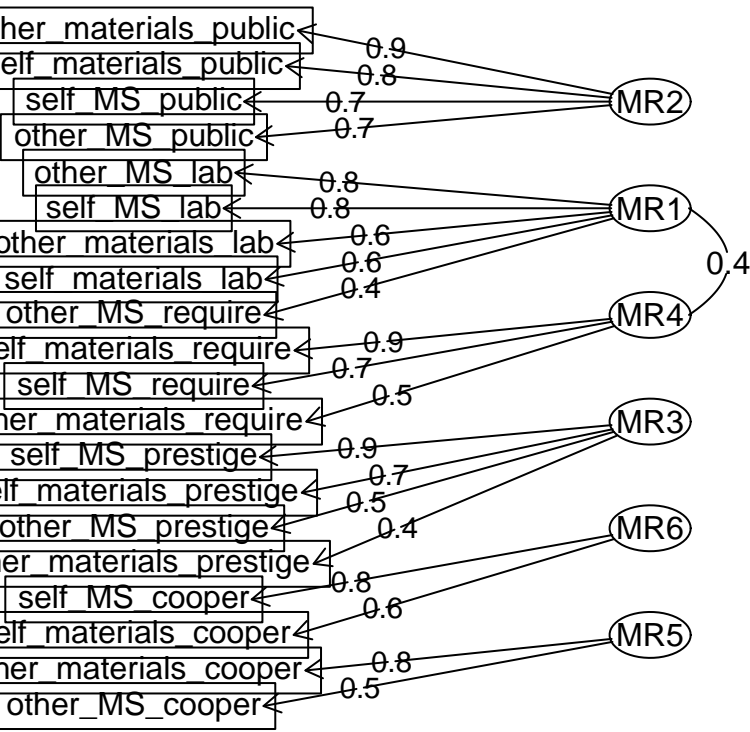 her_materials_public
elf_materials_public
self_MS_public
other_MS_public
other_MS_lab
self_MS_lab
other_materials_lab
self_materials_lab
other_MS_require
elf_materials_require
self_MS_require
her_materials_require
self_MS_prestige
elf_materials_prestige
other_MS_prestige
er_materials_prestige
self_MS_cooper
elf_materials_cooper
her_materials_cooper
other_MS_cooper
0.9
0.8
0.7
0.7
0.8
0.8
0.6
0.6
0.4
0.9
0.7
0.5
0.9
0.7
0.5
0.4
0.8
0.6
0.8
0.5
MR2
MR1
MR4
MR3
MR6
MR5
0.4